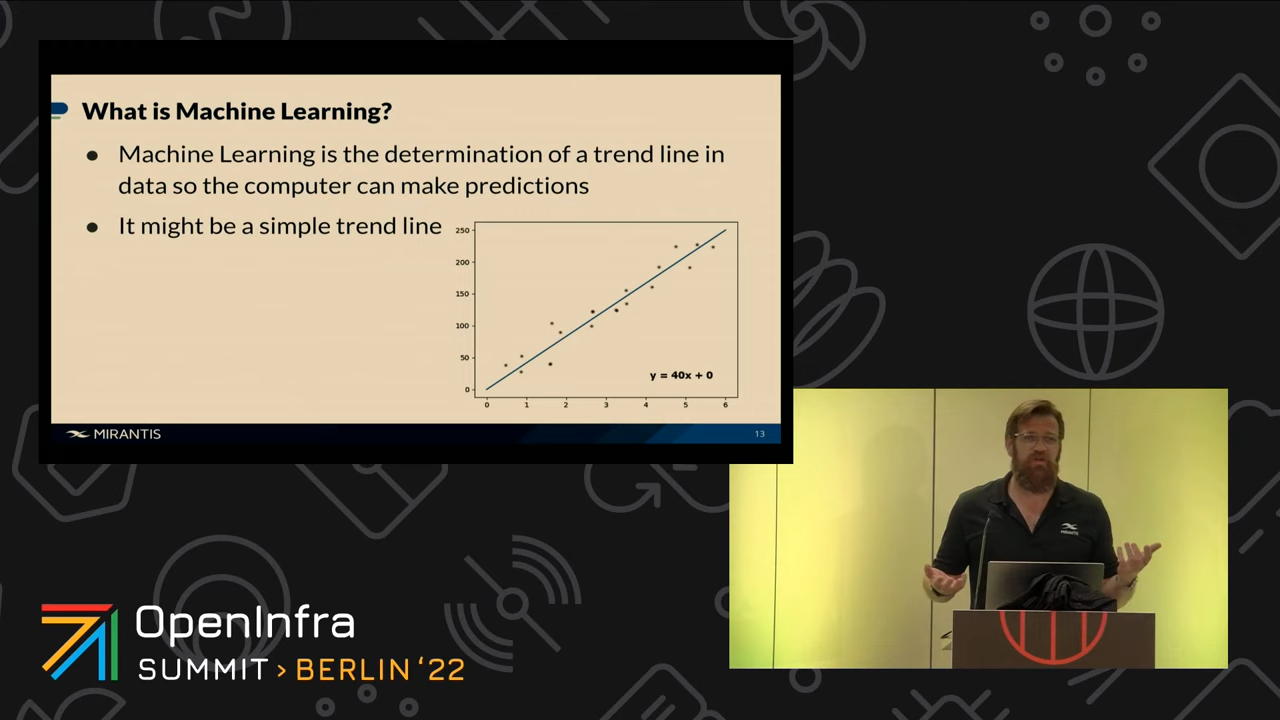 What is Machine Learning?
● Machine Learning is the determination of a trend line in
data so the computer can make predictions
● It might be a simple trend line
250
200
150
100
50
0
0 1 2 3 4 5 6
y = 40x + 0
MIRANTIS
13
MIRANTIS
OpenInfra
SUMMIT > BERLIN ‘22